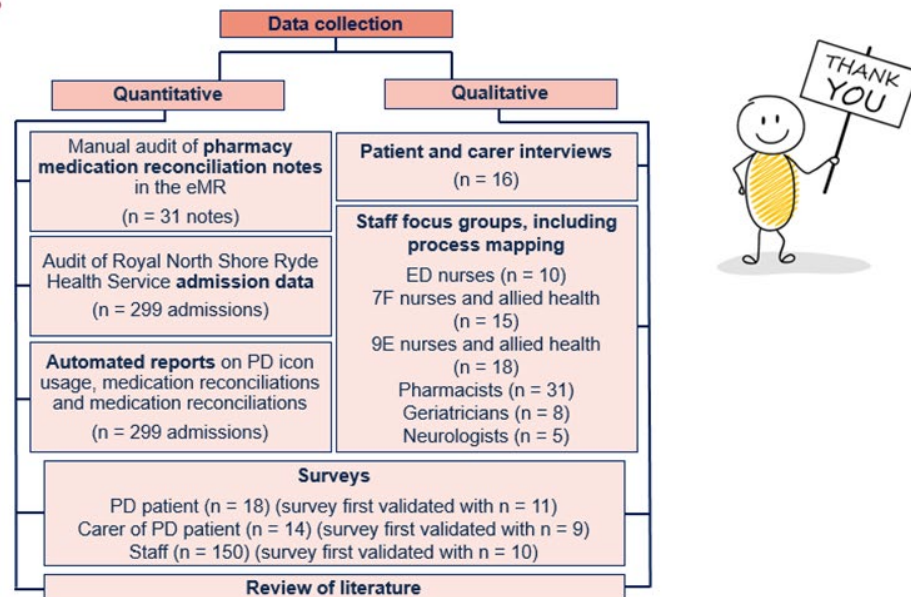 Data collection
Quantitative
Qualitative
Manual audit of pharmacy
medication reconciliation notes
in the eMR
(n = 31 notes)
Audit of Royal North Shore Ryde
Health Service admission data
(n = 299 admissions)
Automated reports on PD icon
usage, medication reconciliations
and medication reconciliations
(n = 299 admissions)
Patient and carer interviews
(n = 16)
Staff focus groups, including
process mapping
ED nurses (n = 10)
7F nurses and allied health
(n = 15)
9E nurses and allied health
(n = 18)
Pharmacists (n = 31)
Geriatricians (n = 8)
Neurologists (n = 5)
Surveys
PD patient (n = 18) (survey first validated with n = 11)
Carer of PD patient (n = 14) (survey first validated with n = 9)
Staff (n = 150) (survey first validated with n = 10)
Review of literature
THANK
YOU